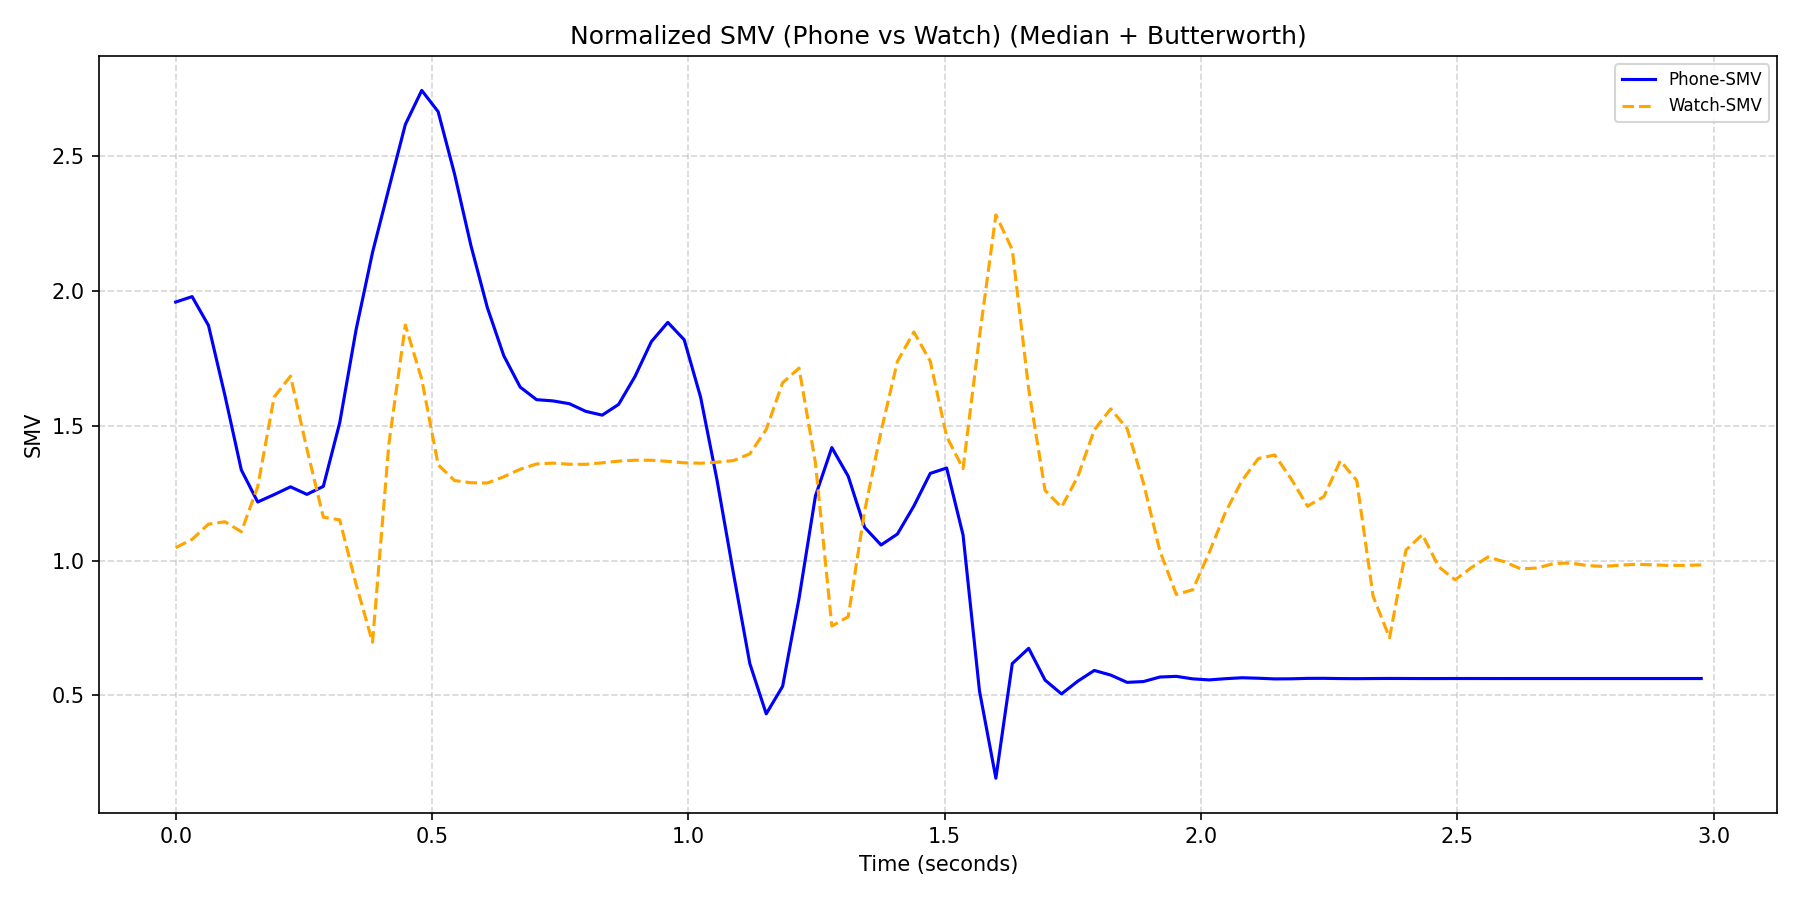 Normalized SMV (Phone vs Watch) (Median + Butterworth)
Phone-SMV
Watch-SMV
2.5
2.0
1.5
1.0
0.5
SMV
0.0 0.5 1.0 1.5 2.0 2.5 3.0
Time (seconds)